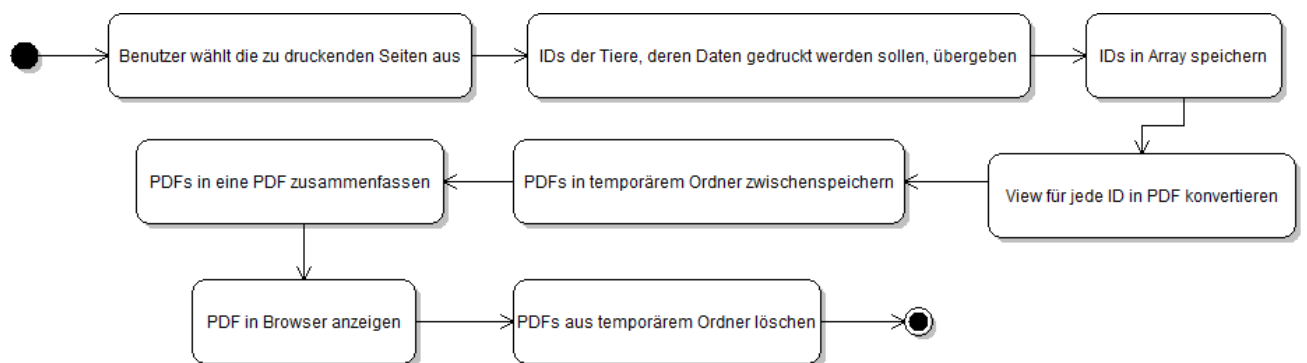 Benutzer wählt die zu druckenden Seiten aus
IDs der Tiere, deren Daten gedruckt werden sollen, übergeben
IDs in Array speichern
View für jede ID in PDF konvertieren
PDFs in temporärem Ordner zwischenspeichern
PDFs in eine PDF zusammenfassen
PDF in Browser anzeigen
PDFs aus temporärem Ordner löschen